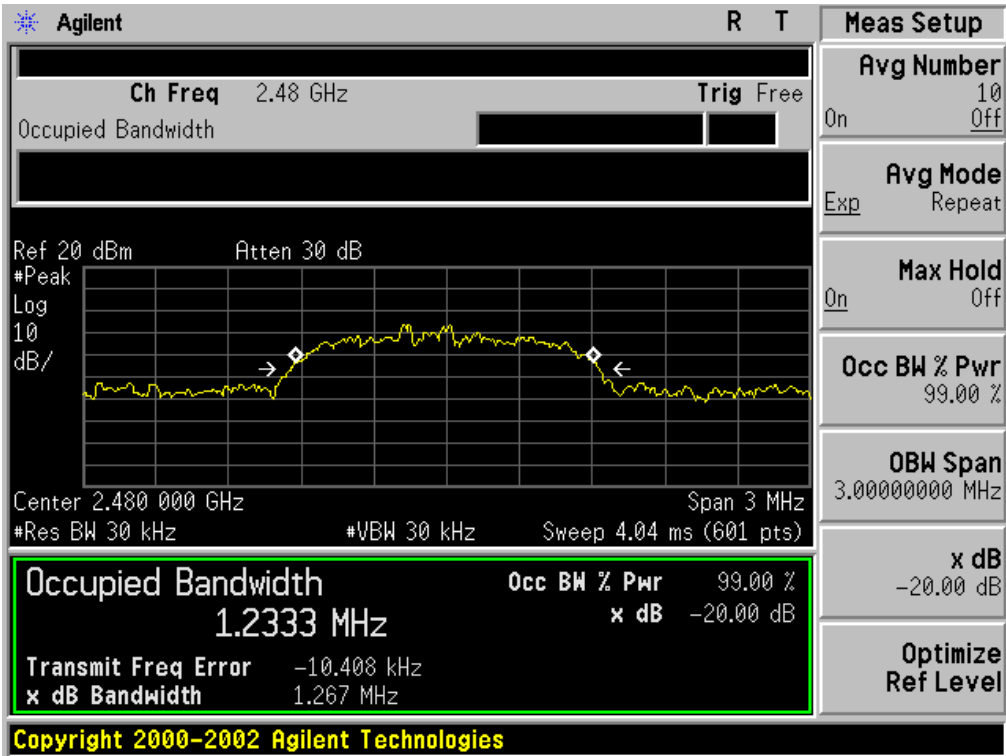 Agilent R T Meas Setup
Ch Freq 2.48 GHz Trig Free
Occupied Bandwidth
Ref 20 dBm Atten 30 dB
#Peak
Log
10
dB/
Center 2.480 000 GHz Span 3 MHz
#Res BW 30 kHz #VBW 30 kHz Sweep 4.04 ms (601 pts)
Occupied Bandwidth
1.2333 MHz
Occ BW % Pwr 99.00 %
x dB -20.00 dB
Transmit Freq Error -10.408 kHz
x dB Bandwidth 1.267 MHz
Avg Number
10
On Off
Avg Mode
Exp Repeat
Max Hold
On Off
Occ BW % Pwr
99.00 %
OBW Span
3.00000000 MHz
x dB
-20.00 dB
Optimize
Ref Level
Copyright 2000-2002 Agilent Technologies